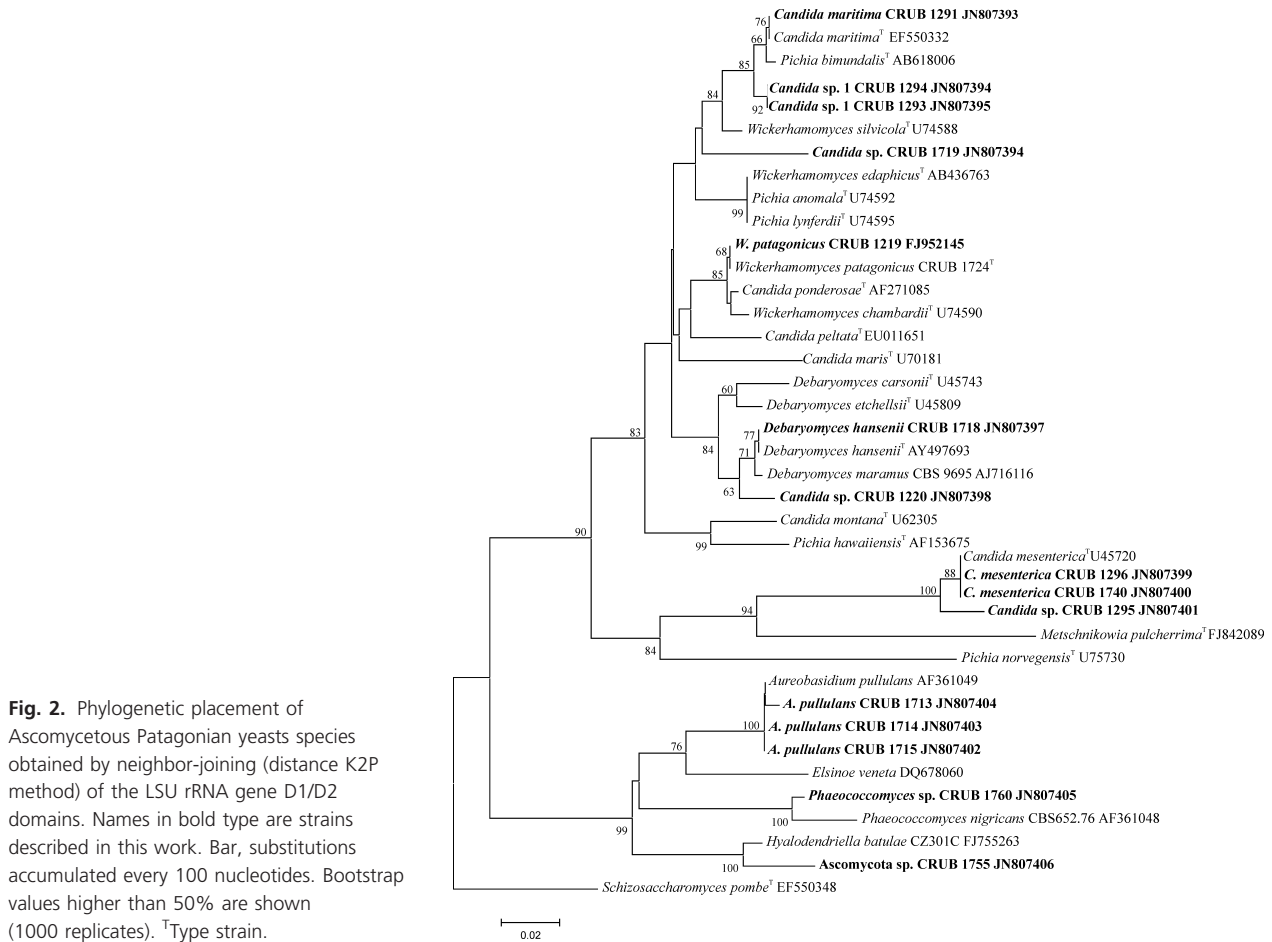 76
Candida maritima CRUB 1291 JN807393
66
Candida maritimaT EF550332
Pichia bimundalisT AB618006
85
Candida sp. 1 CRUB 1294 JN807394
84
92
Candida sp. 1 CRUB 1293 JN807395
Wickerhamomyces silvicolaT U74588
Candida sp. CRUB 1719 JN807394
Wickerhamomyces edaphicusT AB436763
Pichia anomalaT U74592
99
Pichia lynferdiiT U74595
W. patagonicus CRUB 1219 FJ952145
68
Wickerhamomyces patagonicus CRUB 1724T
85
Candida ponderosaeT AF271085
Wickerhamomyces chambardiiT U74590
Candida peltataT EU011651
Candida marisT U70181
Debaryomyces carsoniiT U45743
60
Debaryomyces etchellsiiT U45809
83
Debaryomyces hansenii CRUB 1718 JN807397
77
84
71
Debaryomyces hanseniiT AY497693
Debaryomyces maramus CBS 9695 AJ716116
63
Candida sp. CRUB 1220 JN807398
Candida montanaT U62305
90
99
Pichia hawaiiensisT AF153675
Candida mesentericaTU45720
88
C. mesenterica CRUB 1296 JN807399
100
C. mesenterica CRUB 1740 JN807400
94
Candida sp. CRUB 1295 JN807401
Metschnikowia pulcherrimaTFJ842089
84
Pichia norvegensisT U75730
Aureobasidium pullulans AF361049
A. pullulans CRUB 1713 JN807404
100
A. pullulans CRUB 1714 JN807403
76
A. pullulans CRUB 1715 JN807402
Elsinoe veneta DQ678060
Phaeococcomyces sp. CRUB 1760 JN807405
99
100
Phaeococcomyces nigricans CBS652.76 AF361048
Hyalodendriella batulae CZ301C FJ755263
100
Ascomycota sp. CRUB 1755 JN807406
Schizosaccharomyces pombeT EF550348
0.02
Fig. 2. Phylogenetic placement of
Ascomycetous Patagonian yeasts species
obtained by neighbor-joining (distance K2P
method) of the LSU rRNA gene D1/D2
domains. Names in bold type are strains
described in this work. Bar, substitutions
accumulated every 100 nucleotides. Bootstrap
values higher than 50% are shown
(1000 replicates). TType strain.